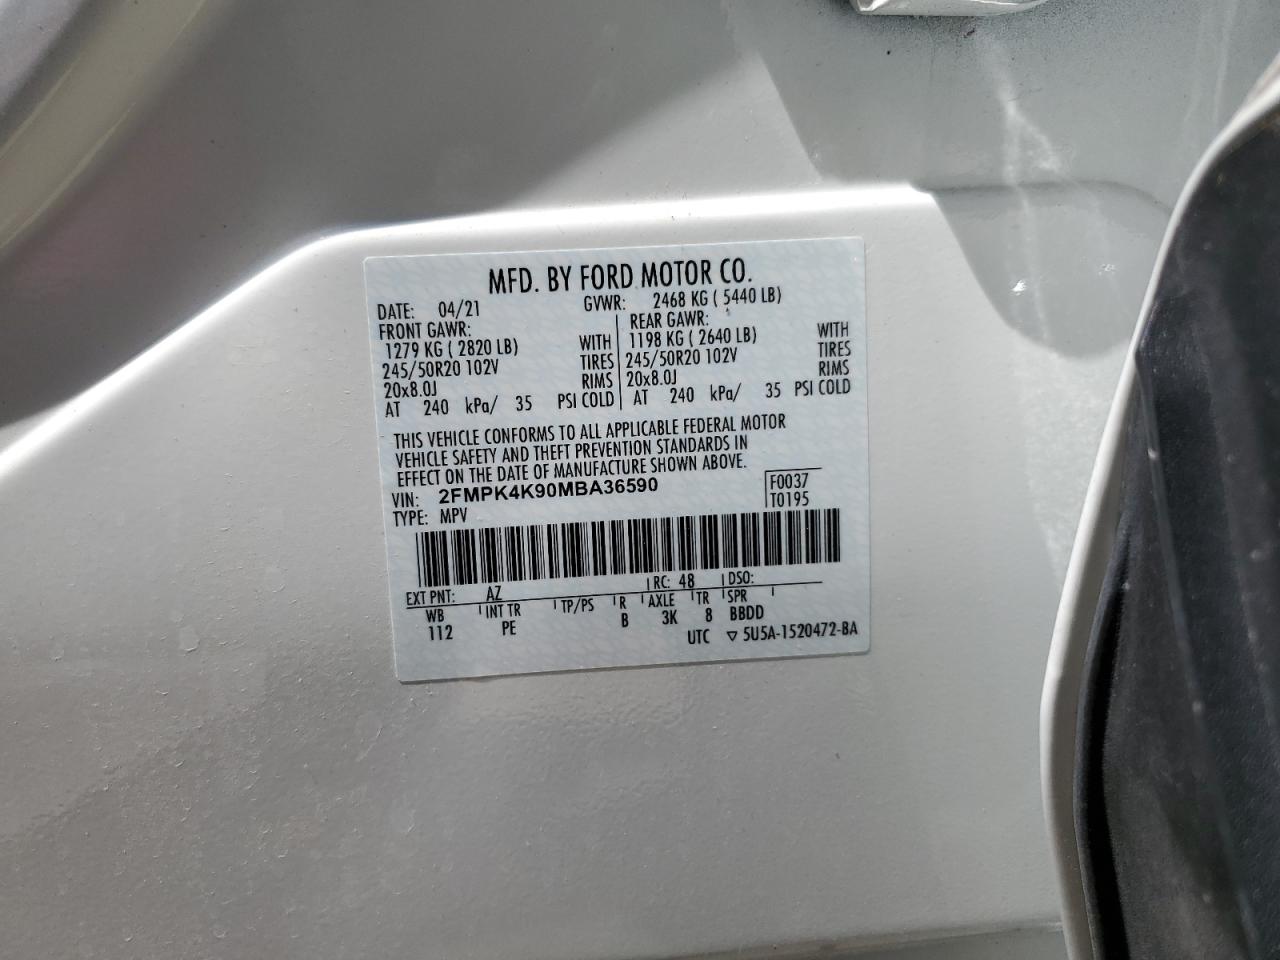 MFD. BY FORD MOTOR CO.
DATE: 04/21 GVWR: 2468 KG ( 5440 LB)
FRONT GAWR: REAR GAWR:
1279 KG ( 2820 LB) WITH 1198 KG ( 2640 LB) WITH
245/50R20 102V TIRES 245/50R20 102V TIRES
20x8.0J RIMS 20x8.0J RIMS
AT 240 kPa/ 35 PSI COLD AT 240 kPa/ 35 PSI COLD
THIS VEHICLE CONFORMS TO ALL APPLICABLE FEDERAL MOTOR
VEHICLE SAFETY AND THEFT PREVENTION STANDARDS IN
EFFECT ON THE DATE OF MANUFACTURE SHOWN ABOVE.
VIN: 2FMPK4K90MBA36590 F0037
TYPE: MPV T0195
EXT PNT: AZ RC: 48 DSO:
WB INT TR TP/PS R AXLE TR SPR
112 PE B 3K 8 BBDD
UTC ▽ 5U5A-1520472-BA